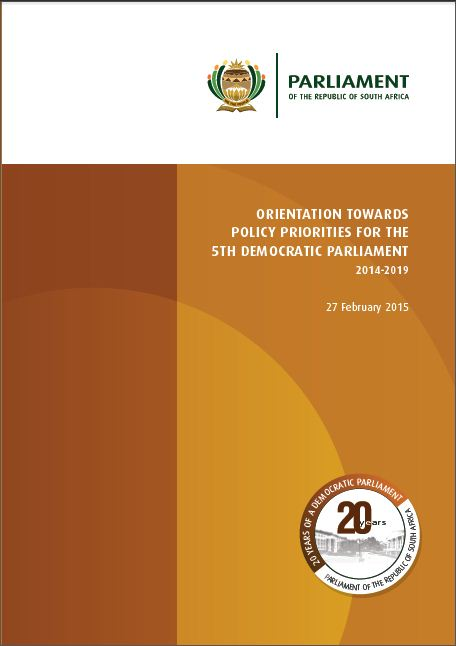 PARLIAMENT
OF THE REPUBLIC OF SOUTH AFRICA
ORIENTATION TOWARDS
POLICY PRIORITIES FOR THE
5TH DEMOCRATIC PARLIAMENT
2014-2019
27 February 2015
20 YEARS OF A DEMOCRATIC PARLIAMENT
20 years
PARLIAMENT OF THE REPUBLIC OF SOUTH AFRICA